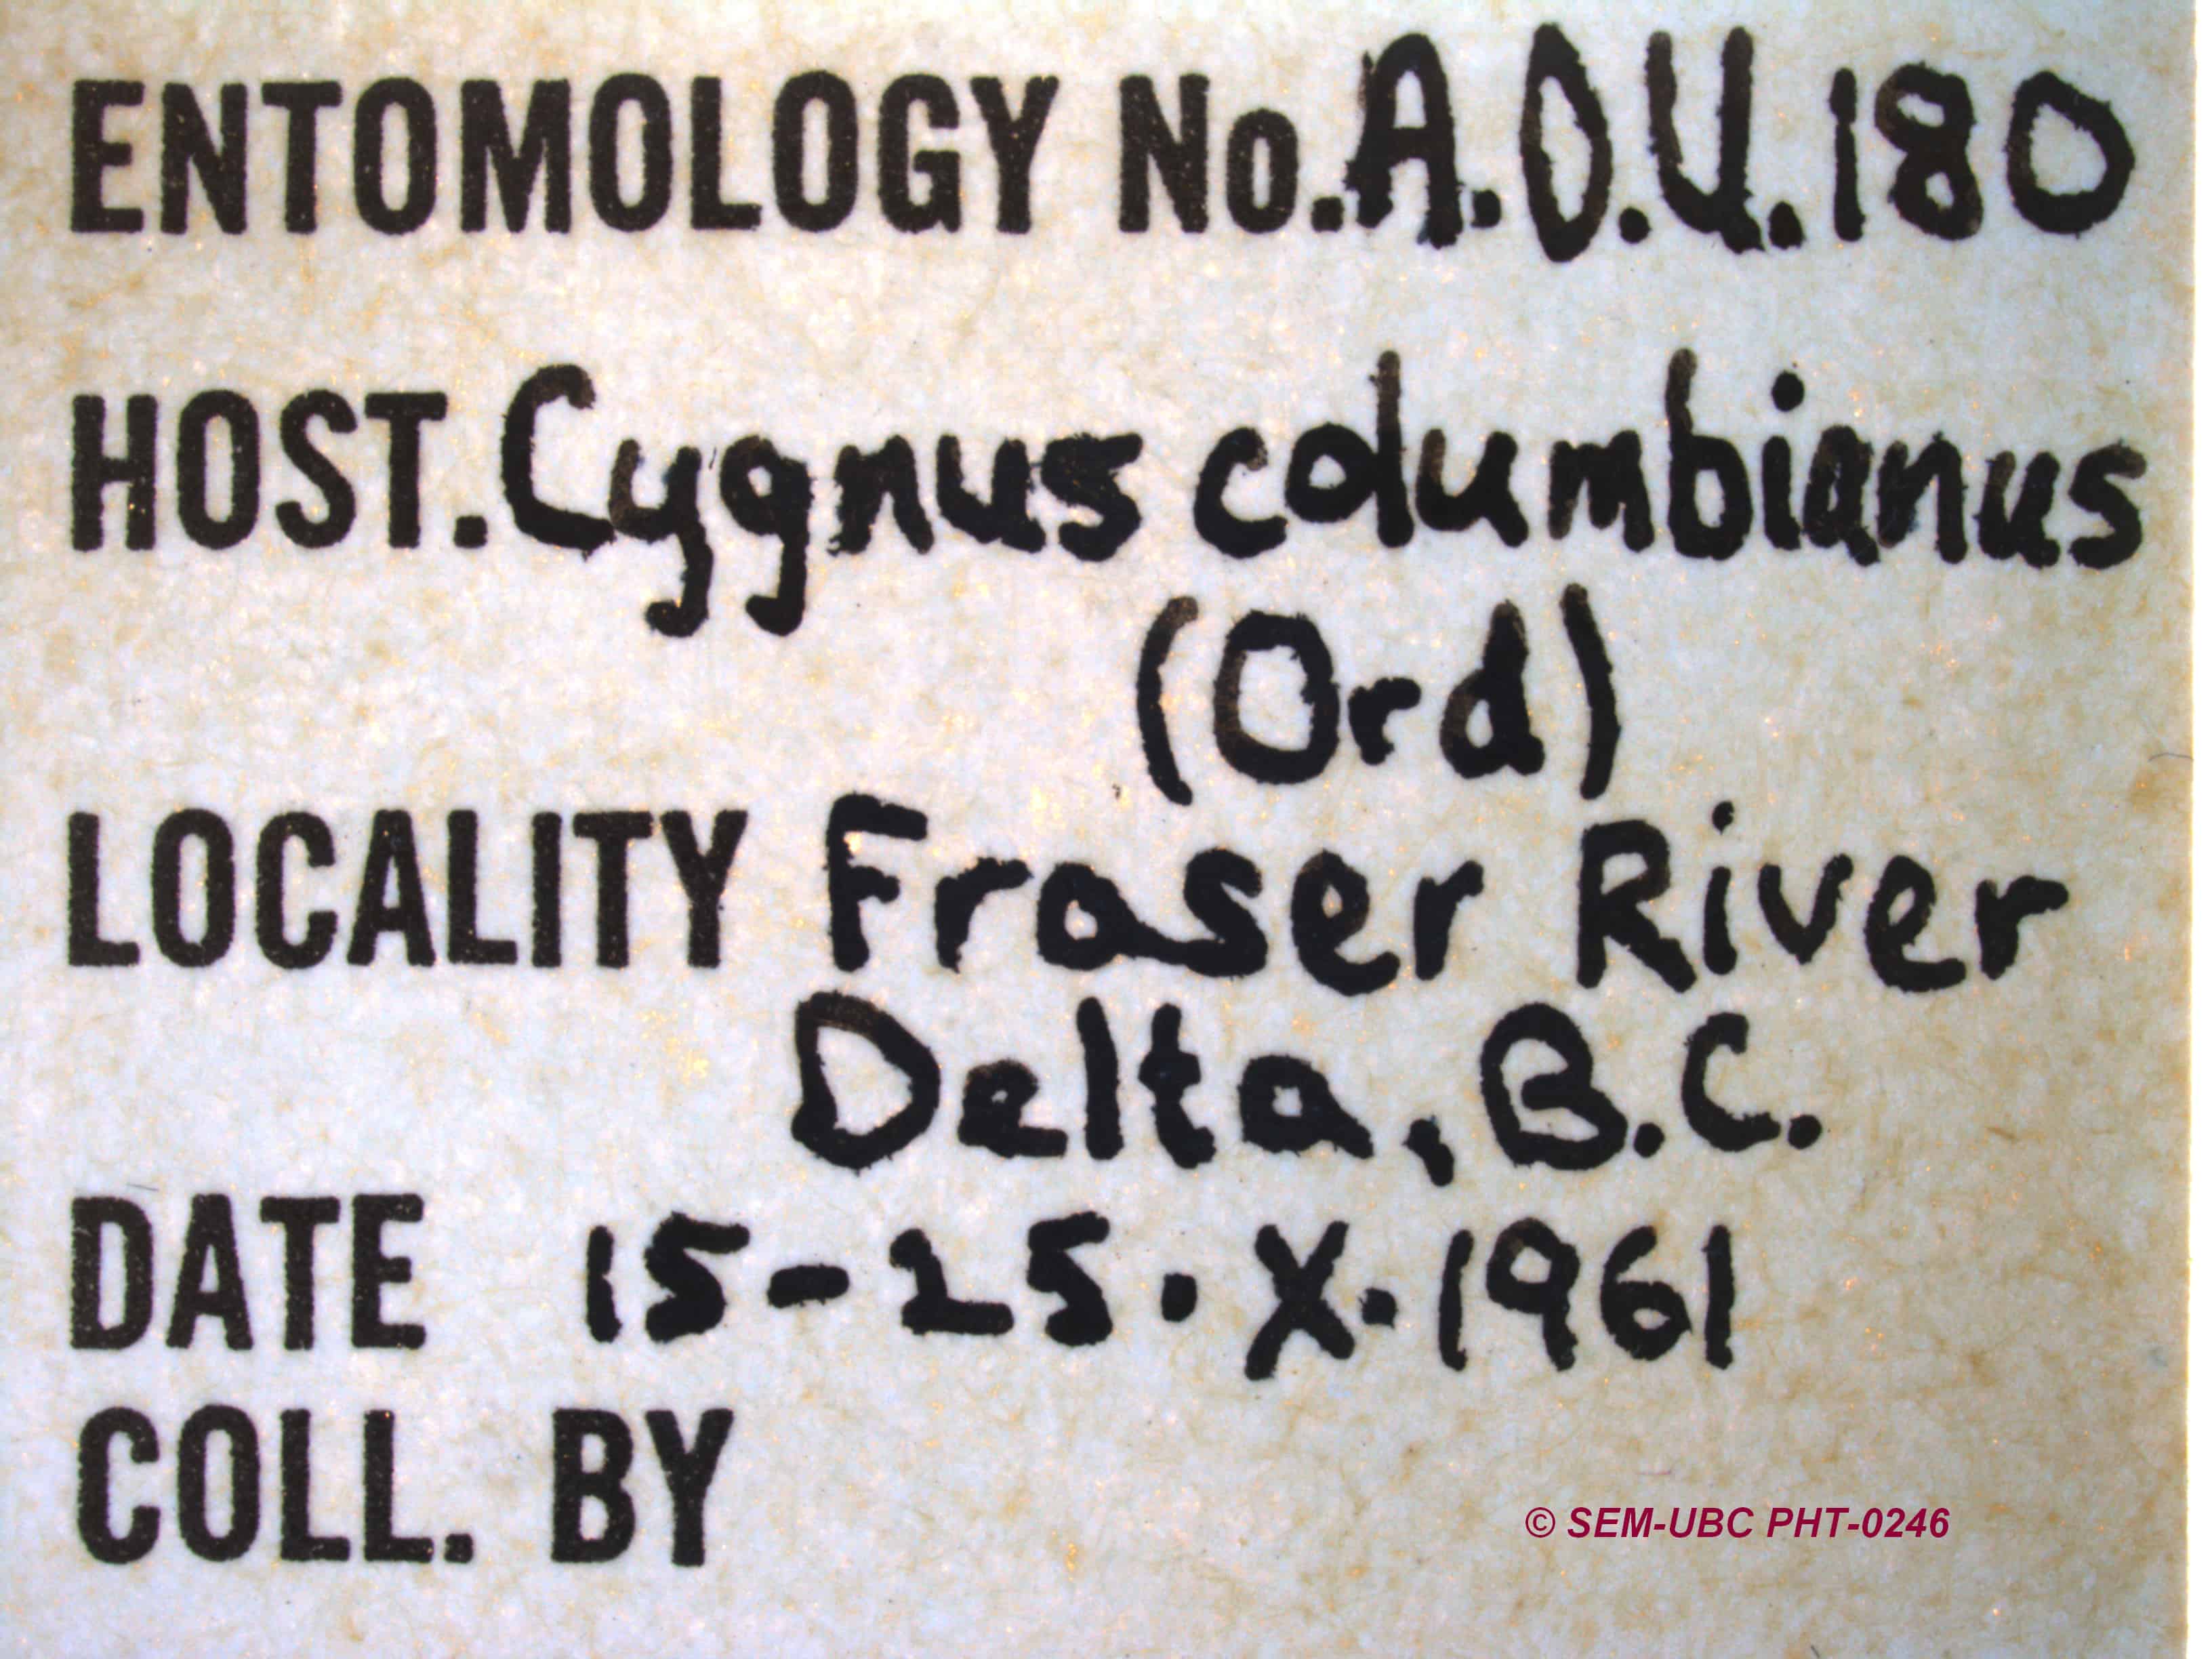 ENTOMOLOGY No. A.O.U. 180
HOST. Cygnus columbianus
(Ord)
LOCALITY Fraser River
Delta, B.C.
DATE 15-25·X·1961
COLL. BY
© SEM-UBC PHT-0246